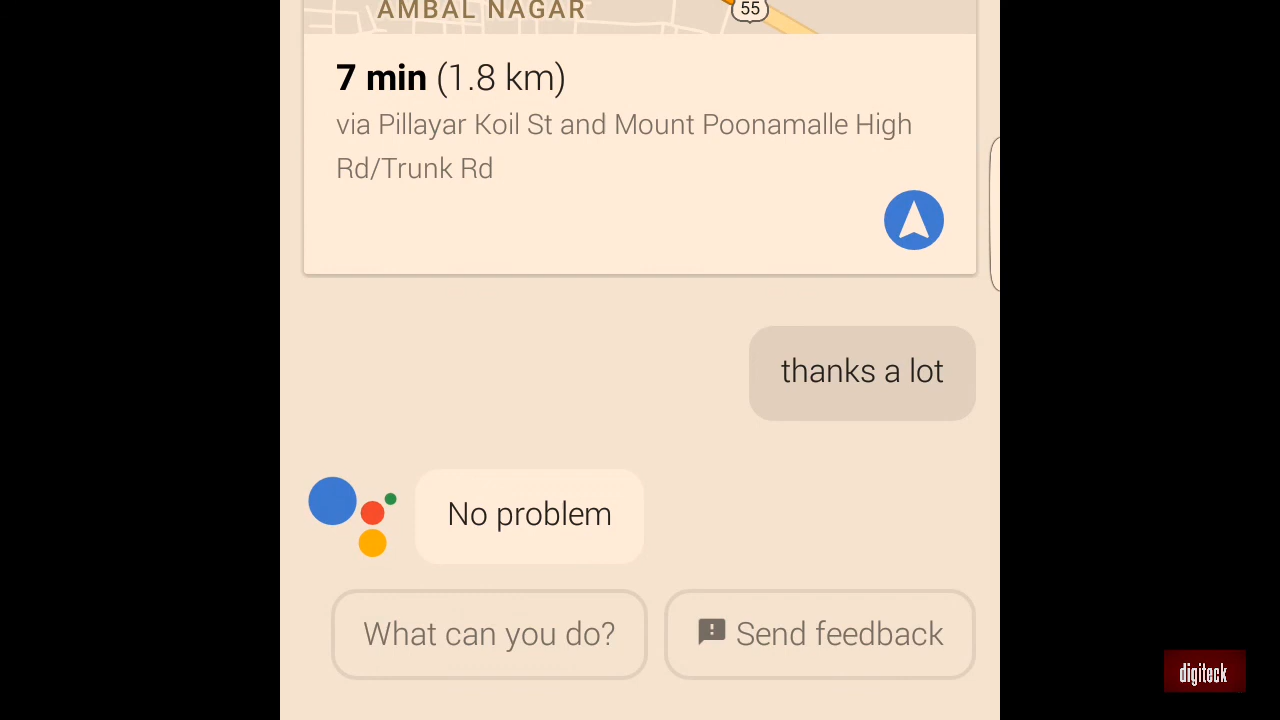 AMBAL NAGAR
55
7 min (1.8 km)
via Pillayar Koil St and Mount Poonamalle High
Rd/Trunk Rd
thanks a lot
No problem
What can you do?
Send feedback
digiteck